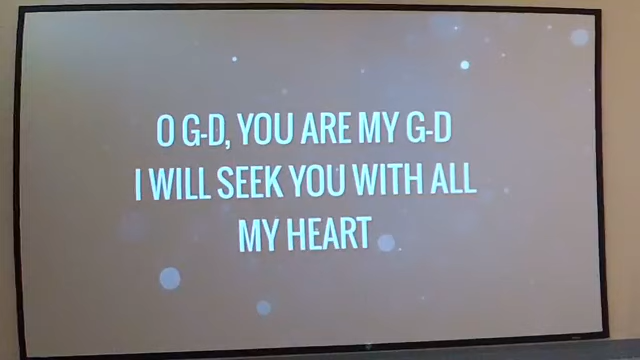 O G-D, YOU ARE MY G-D
I WILL SEEK YOU WITH ALL
MY HEART